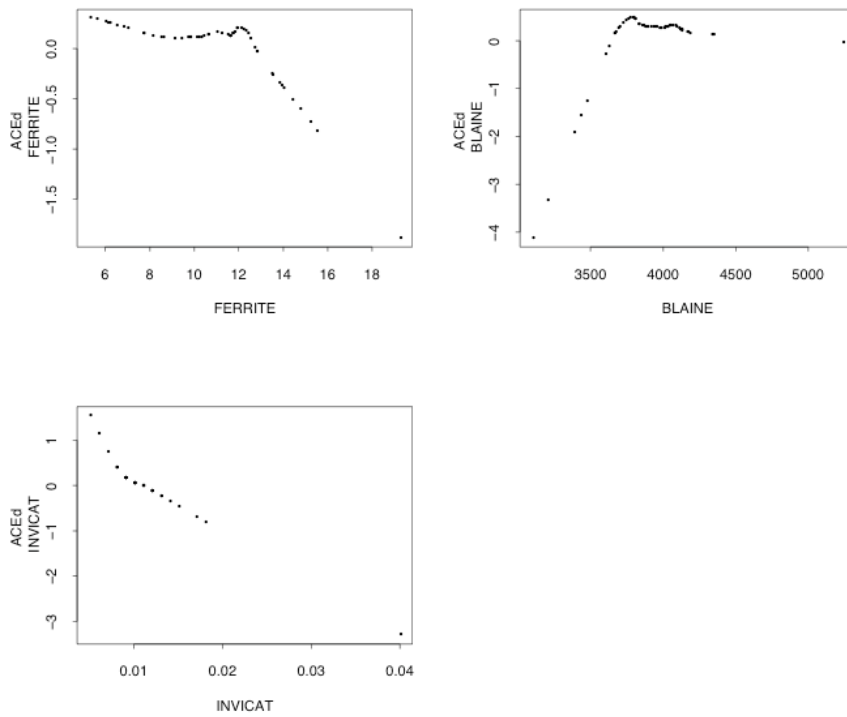 0.0
-0.5
-1.0
-1.5
ACEd
FERRITE
6 8 10 12 14 16 18
FERRITE
0
-1
-2
-3
-4
ACEd
BLAINE
3500 4000 4500 5000
BLAINE
1
0
-1
-2
-3
ACEd
INVICAT
0.01 0.02 0.03 0.04
INVICAT